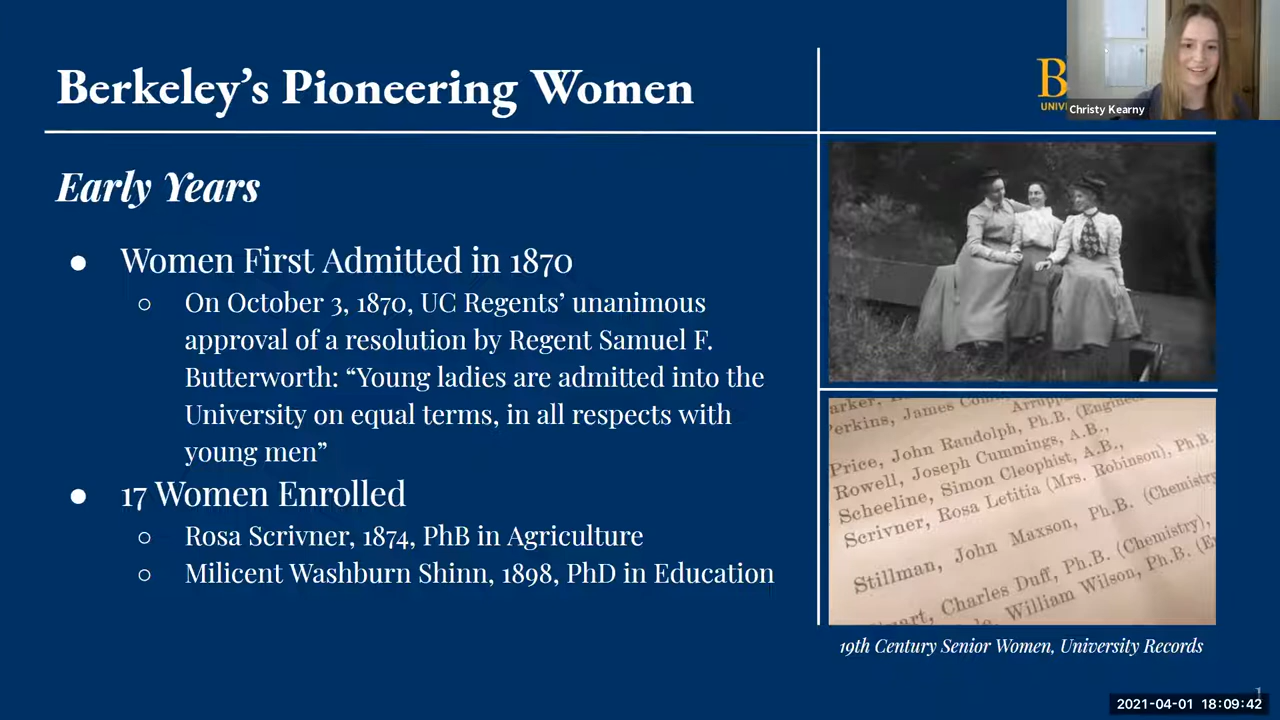 Berkeley's Pioneering Women
B
UNIV
Christy Kearny
Early Years
● Women First Admitted in 1870
○ On October 3, 1870, UC Regents' unanimous
approval of a resolution by Regent Samuel F.
Butterworth: “Young ladies are admitted into the
University on equal terms, in all respects with
young men”
● 17 Women Enrolled
○ Rosa Scrivner, 1874, PhB in Agriculture
○ Milicent Washburn Shinn, 1898, PhD in Education
Perkins, James
Price, John Randolph, Ph.B. (Engineer
Rowell, Joseph Cummings, A.B.,
Scheeline, Simon Cleophist, A.B.,
Scrivner, Rosa Letitia (Mrs. Robinson), Ph.B.
Stillman, John Maxson, Ph.B. (Chemistry
Charles Duff, Ph.B. (Chemistry),
William Wilson, Ph.B.
19th Century Senior Women, University Records
1
2021-04-01 18:09:42